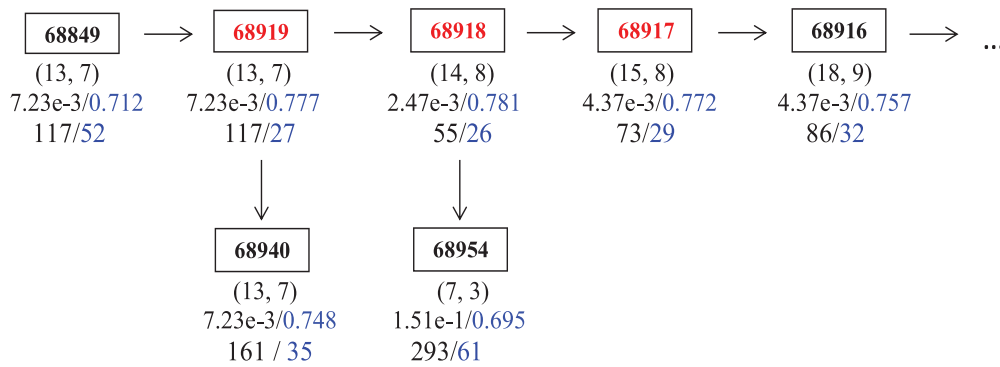 68849 68919 68918 68917 68916 ...
(13, 7) (13, 7) (14, 8) (15, 8) (18, 9)
7.23e-3/0.712 7.23e-3/0.777 2.47e-3/0.781 4.37e-3/0.772 4.37e-3/0.757
117/52 117/27 55/26 73/29 86/32
68940 68954
(13, 7) (7, 3)
7.23e-3/0.748 1.51e-1/0.695
161 / 35 293/61